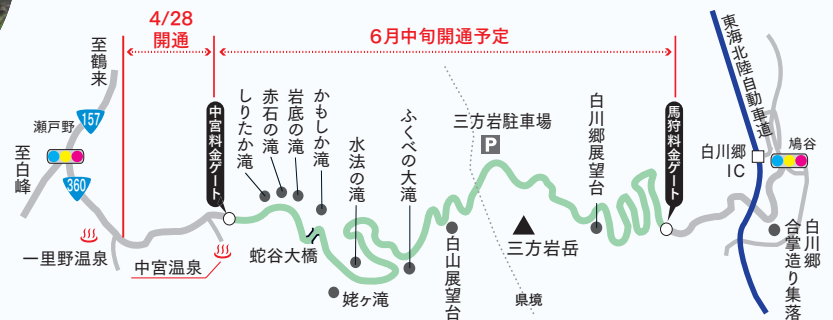 4/28
開通
6月中旬開通予定
至鶴来
157
瀬戸野
至白峰
360
一里野温泉
中宮温泉
中宮料金ゲート
しりたか滝
赤石の滝
岩底の滝
かもしか滝
蛇谷大橋
水法の滝
姥ヶ滝
ふくべの大滝
白山展望台
三方岩駐車場
P
三方岩岳
県境
白川郷展望台
馬狩料金ゲート
東海北陸自動車道
白川郷
IC
鳩谷
白川郷
合掌造り集落